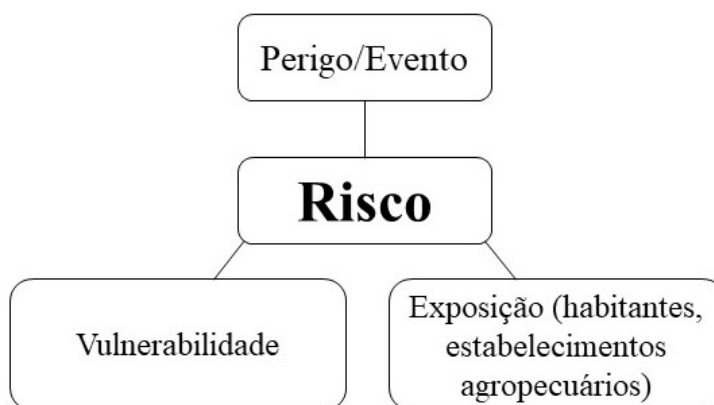 Perigo/Evento
Risco
Vulnerabilidade
Exposição (habitantes,
estabelecimentos
agropecuários)